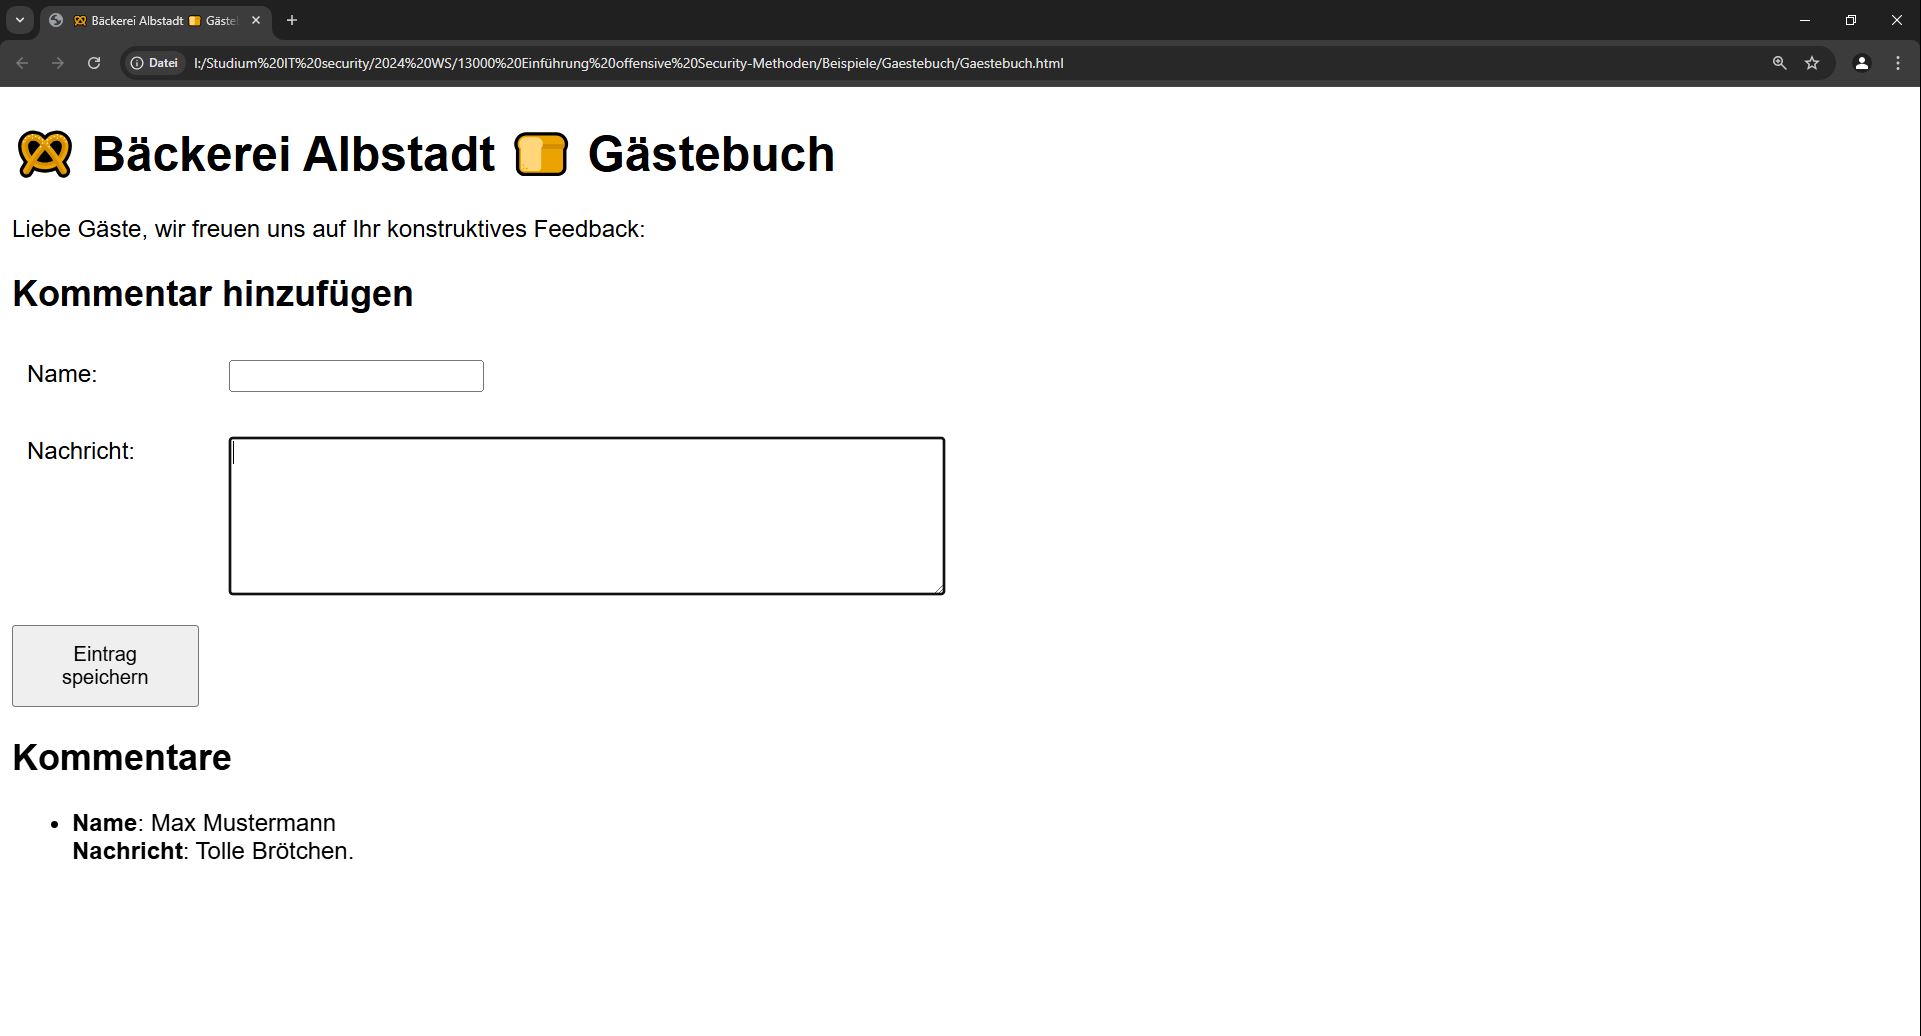 Bäckerei Albstadt Gäste
Datei I:/Studium%20IT%20security/2024%20WS/13000%20Einführung%20offensive%20Security-Methoden/Beispiele/Gaestebuch/Gaestebuch.html
Bäckerei Albstadt Gästebuch
Liebe Gäste, wir freuen uns auf Ihr konstruktives Feedback:
Kommentar hinzufügen
Name:
Nachricht:
Eintrag
speichern
Kommentare
Name: Max Mustermann
Nachricht: Tolle Brötchen.